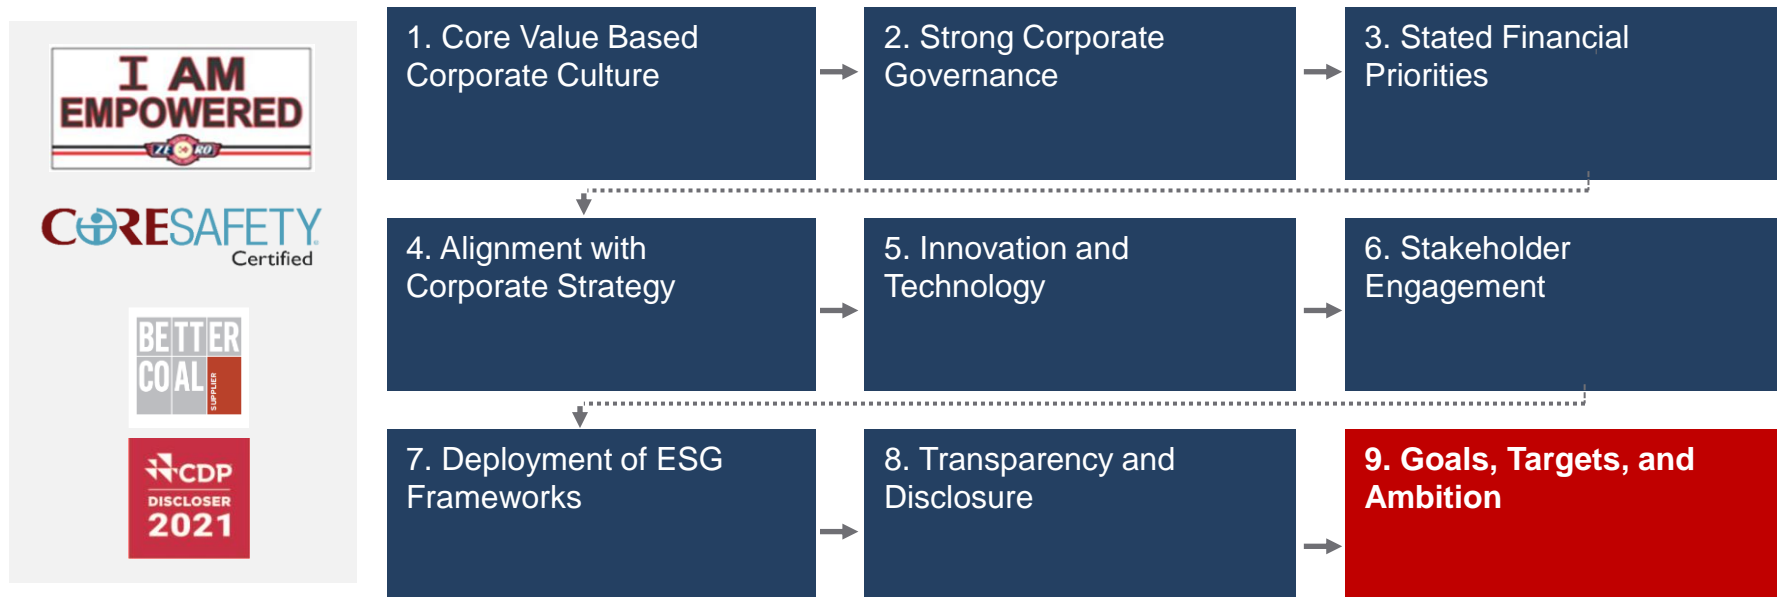 I AM
EMPOWERED
ZE RO
CORESAFETY
Certified
BETTER
COAL
SUPPLIER
CDP
DISCLOSER
2021
1. Core Value Based
Corporate Culture
2. Strong Corporate
Governance
3. Stated Financial
Priorities
4. Alignment with
Corporate Strategy
5. Innovation and
Technology
6. Stakeholder
Engagement
7. Deployment of ESG
Frameworks
8. Transparency and
Disclosure
9. Goals, Targets, and
Ambition